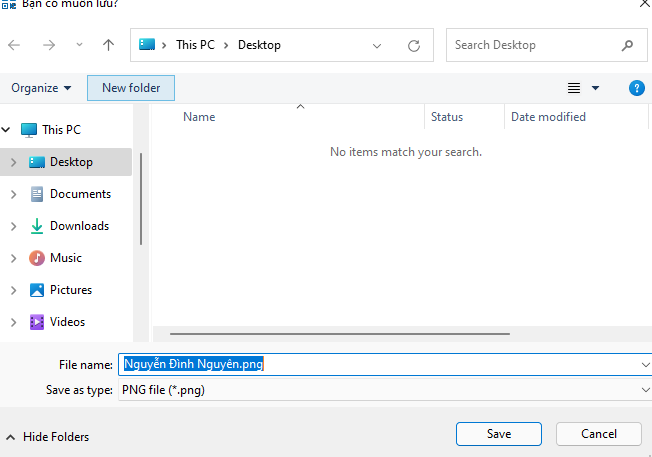 Bạn có muốn lưu?
This PC > Desktop
Search Desktop
Organize
New folder
?
Name
Status
Date modified
No items match your search.
This PC
Desktop
Documents
Downloads
Music
Pictures
Videos
File name: Nguyễn Đình Nguyên.png
Save as type: PNG file (*.png)
Hide Folders
Save
Cancel